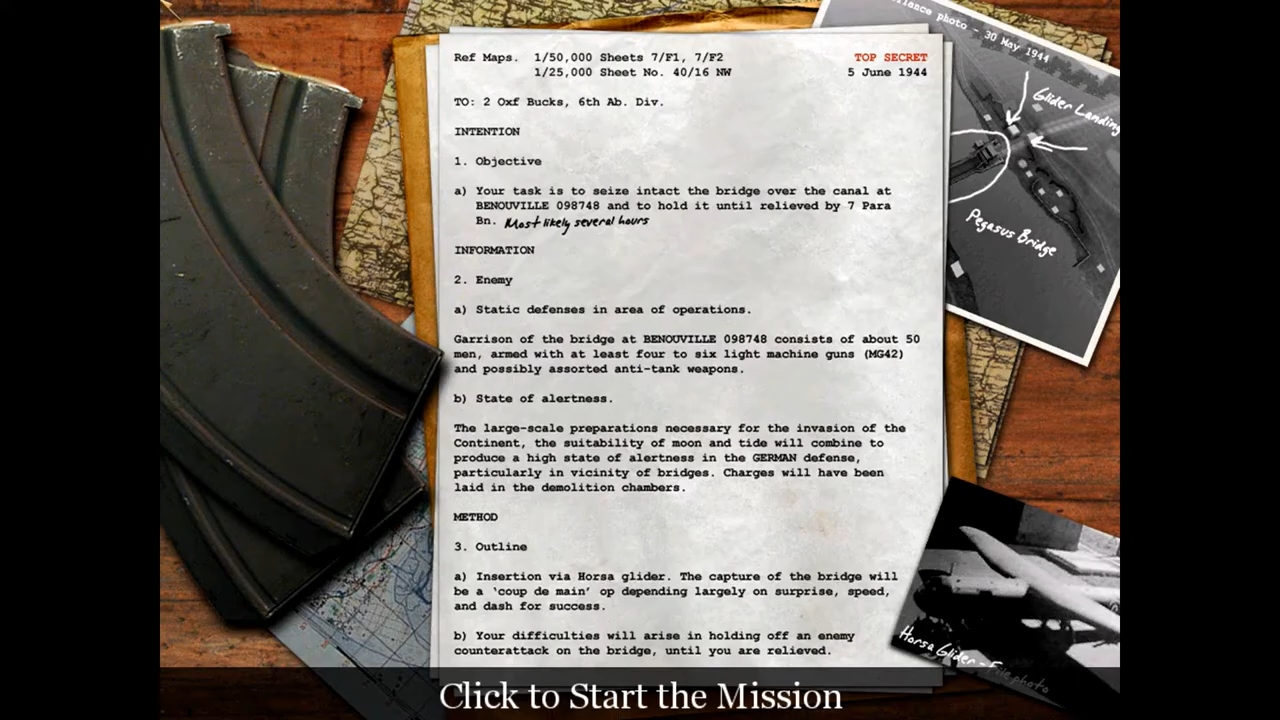 Ref Maps. 1/50,000 Sheets 7/F1, 7/F2
TOP SECRET
1/25,000 Sheet No. 40/16 NW
5 June 1944
TO: 2 Oxf Bucks, 6th Ab. Div.
INTENTION
1. Objective
a) Your task is to seize intact the bridge over the canal at
BENOUVILLE 098748 and to hold it until relieved by 7 Para
Bn. Most likely several hours
INFORMATION
2. Enemy
a) Static defenses in area of operations.
Garrison of the bridge at BENOUVILLE 098748 consists of about 50
men, armed with at least four to six light machine guns (MG42)
and possibly assorted anti-tank weapons.
b) State of alertness.
The large-scale preparations necessary for the invasion of the
Continent, the suitability of moon and tide will combine to
produce a high state of alertness in the GERMAN defense,
particularly in vicinity of bridges. Charges will have been
laid in the demolition chambers.
METHOD
3. Outline
a) Insertion via Horsa glider. The capture of the bridge will
be a ‘coup de main’ op depending largely on surprise, speed,
and dash for success.
b) Your difficulties will arise in holding off an enemy
counterattack on the bridge, until you are relieved.
photo - 30 May 1944
Glider Landing
Pegasus Bridge
Horsa Glider - File photo
Click to Start the Mission